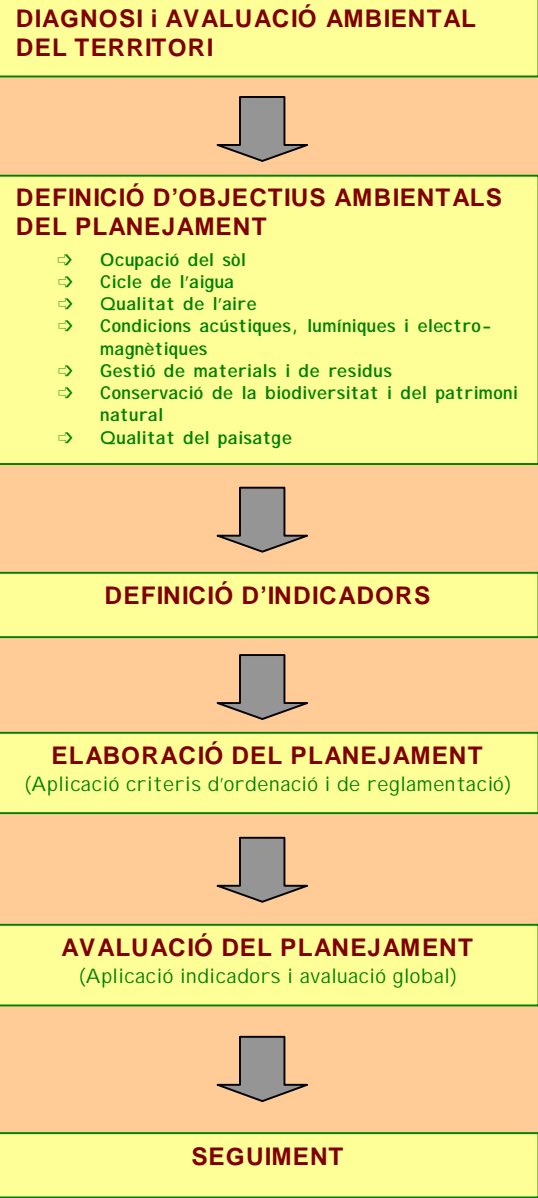 DIAGNOSI i AVALUACIÓ AMBIENTAL
DEL TERRITORI
DEFINICIÓ D'OBJECTIUS AMBIENTALS
DEL PLANEJAMENT
➩ Ocupació del sòl
➩ Cicle de l'aigua
➩ Qualitat de l'aire
➩ Condicions acústiques, lumíniques i electro-
magnètiques
➩ Gestió de materials i de residus
➩ Conservació de la biodiversitat i del patrimoni
natural
➩ Qualitat del paisatge
DEFINICIÓ D'INDICADORS
ELABORACIÓ DEL PLANEJAMENT
(Aplicació criteris d'ordenació i de reglamentació)
AVALUACIÓ DEL PLANEJAMENT
(Aplicació indicadors i avaluació global)
SEGUIMENT